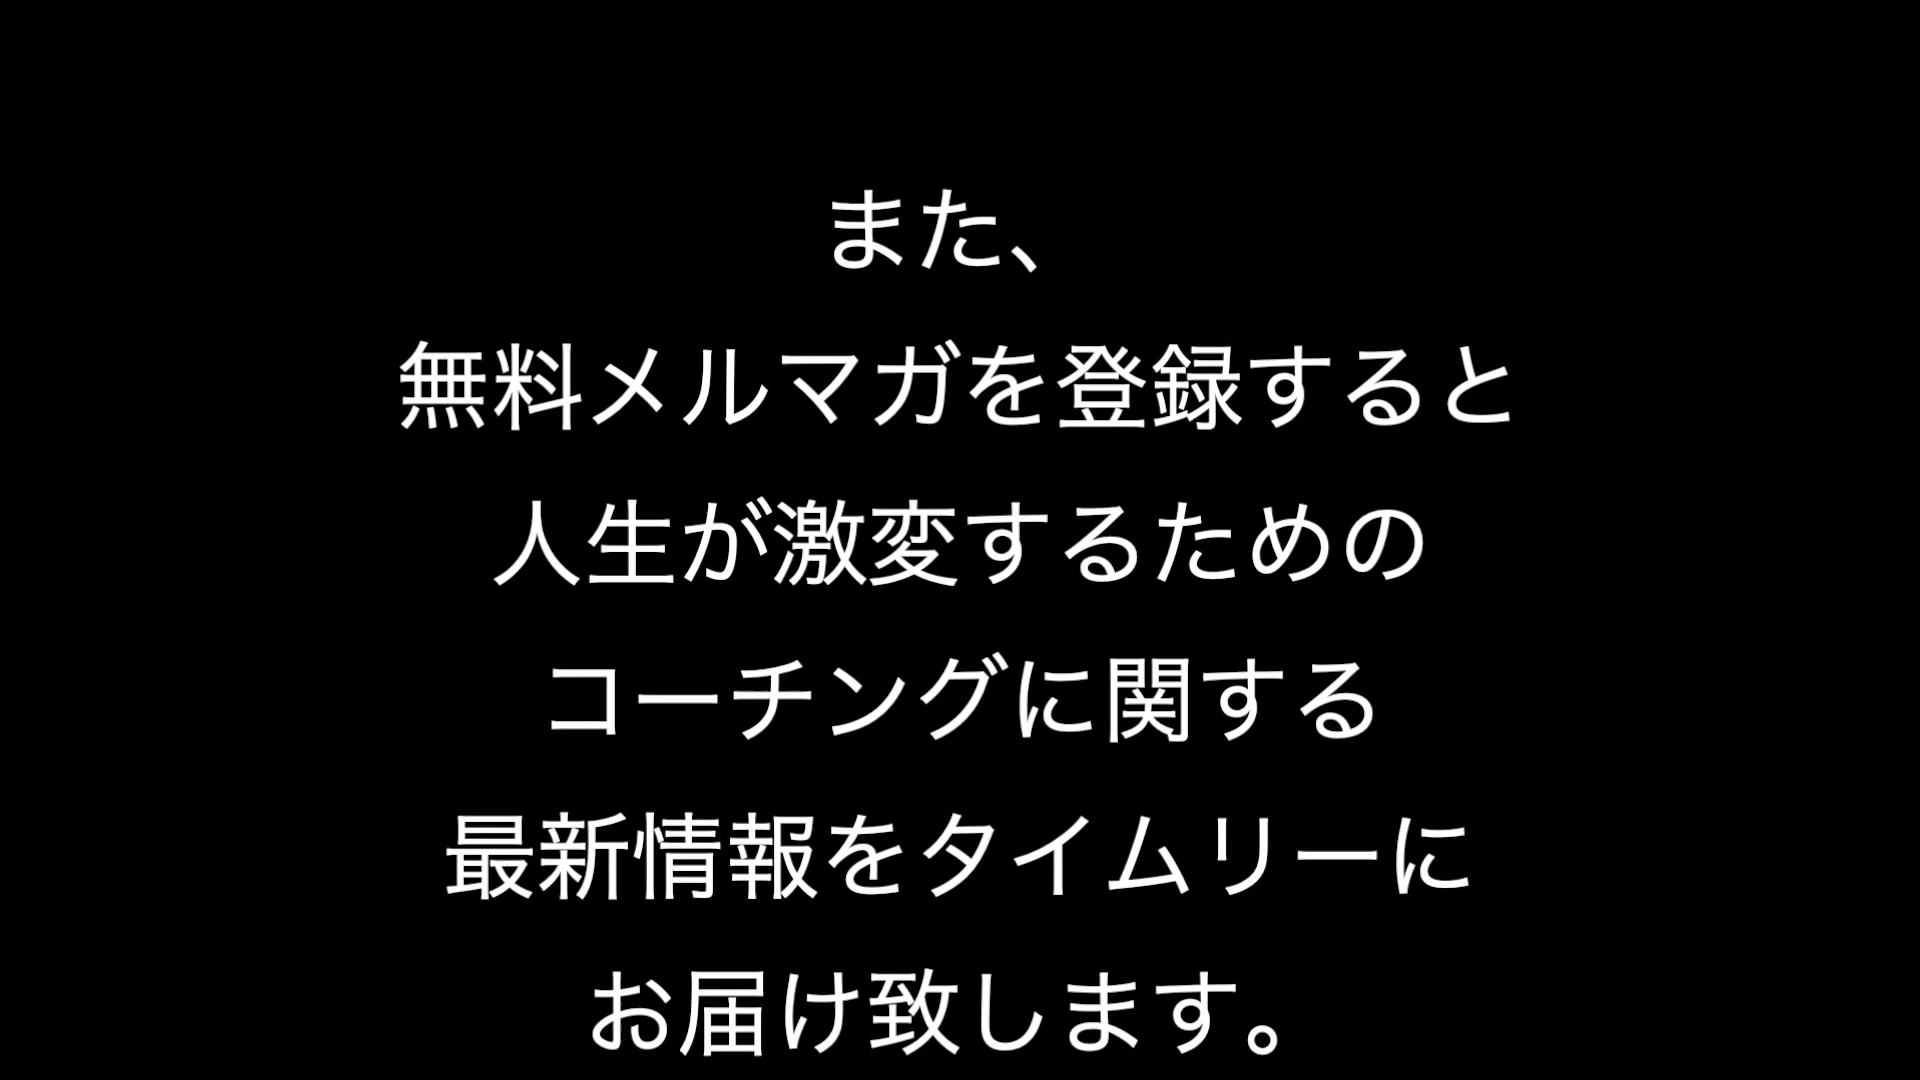 また、
無料メルマガを登録すると
人生が激変するための
コーチングに関する
最新情報をタイムリーに
お届け致します。